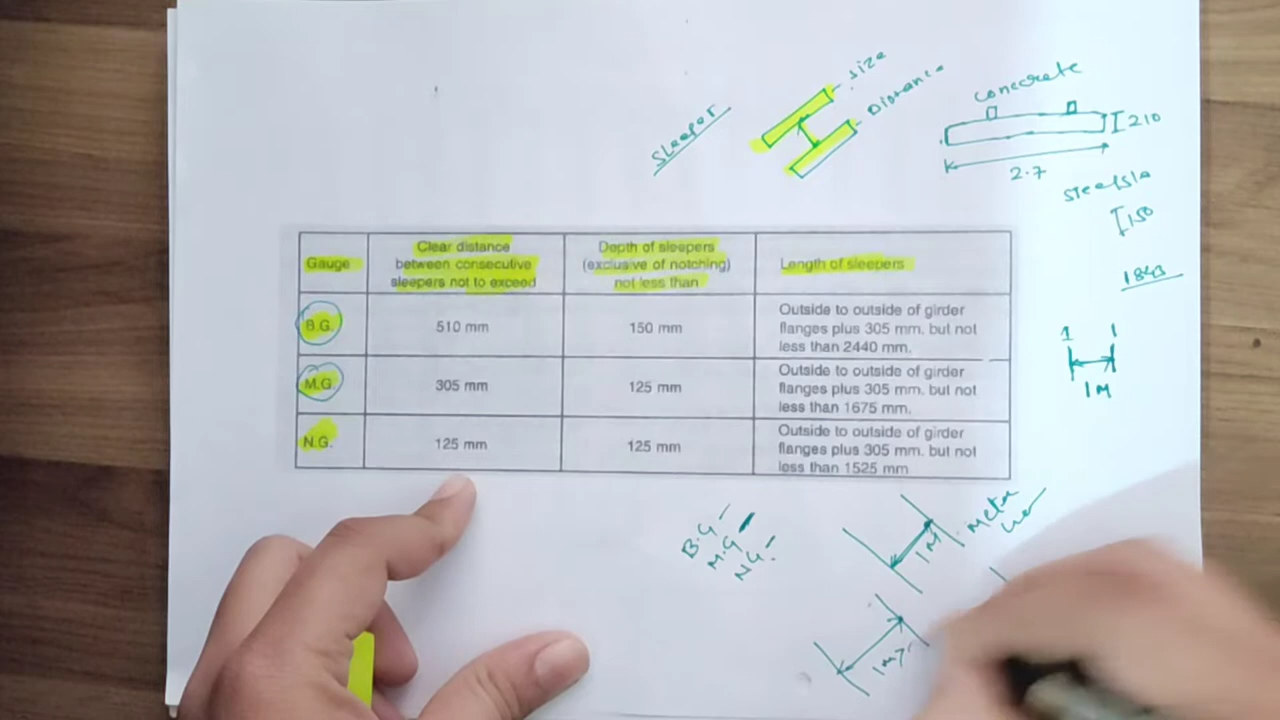 size
Distance
Sleeper
Concrete
210
2.7
150
1843
1 1
1M
Gauge
Clear distance
between consecutive
sleepers not to exceed
Depth of sleepers
(exclusive of notching)
not less than
Length of sleepers
B.G.
510 mm
150 mm
Outside to outside of girder
flanges plus 305 mm. but not
less than 2440 mm.
M.G.
305 mm
125 mm
Outside to outside of girder
flanges plus 305 mm. but not
less than 1675 mm.
N.G.
125 mm
125 mm
Outside to outside of girder
flanges plus 305 mm. but not
less than 1525 mm
B.G
M.G
N.G
1M
1M7